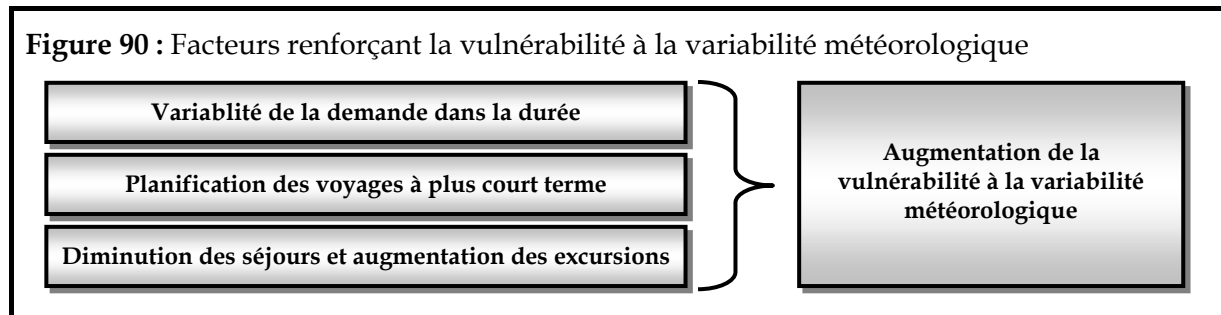 Figure 90 : Facteurs renforçant la vulnérabilité à la variabilité météorologique
Variablité de la demande dans la durée
Planification des voyages à plus court terme
Diminution des séjours et augmentation des excursions
Augmentation de la
vulnérabilité à la variabilité
météorologique